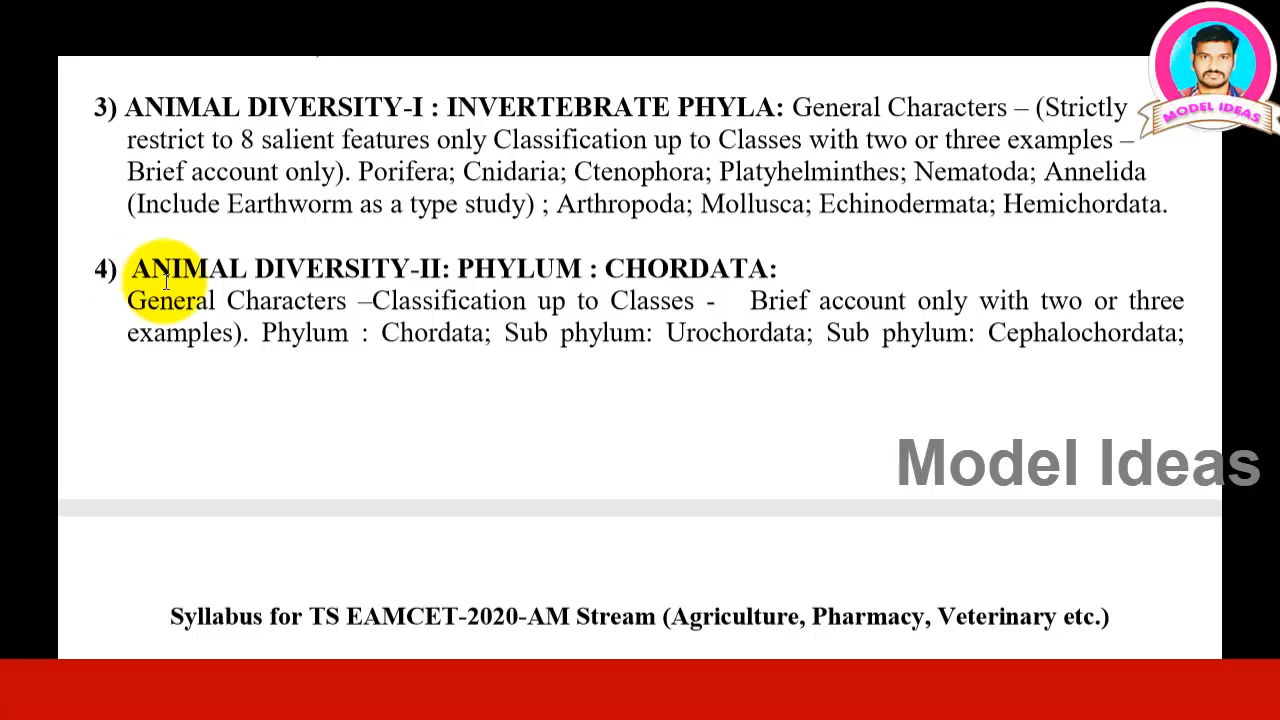 MODEL IDEAS
3) ANIMAL DIVERSITY-I : INVERTEBRATE PHYLA: General Characters – (Strictly
restrict to 8 salient features only Classification up to Classes with two or three examples –
Brief account only). Porifera; Cnidaria; Ctenophora; Platyhelminthes; Nematoda; Annelida
(Include Earthworm as a type study) ; Arthropoda; Mollusca; Echinodermata; Hemichordata.
4) ANIMAL DIVERSITY-II: PHYLUM : CHORDATA:
General Characters –Classification up to Classes - Brief account only with two or three
examples). Phylum : Chordata; Sub phylum: Urochordata; Sub phylum: Cephalochordata;
Model Ideas
Syllabus for TS EAMCET-2020-AM Stream (Agriculture, Pharmacy, Veterinary etc.)